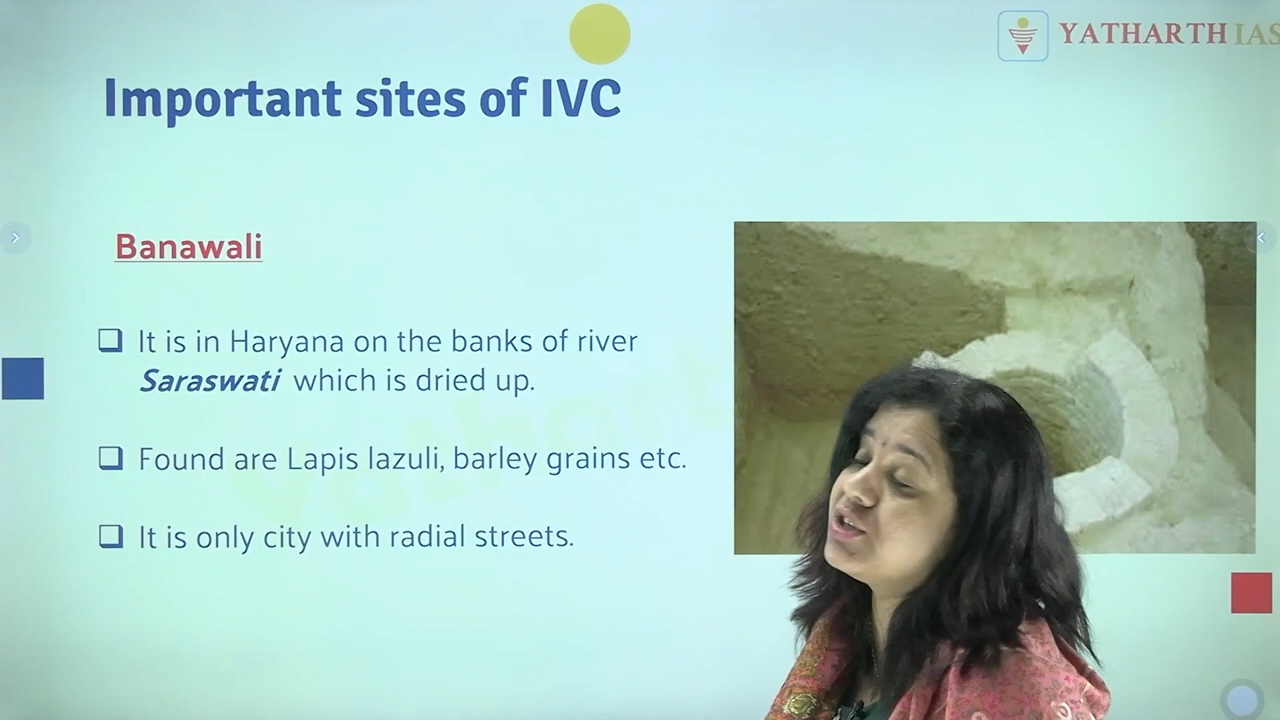 YATHARTH IAS
Important sites of IVC
Banawali
It is in Haryana on the banks of river
Saraswati which is dried up.
Found are Lapis lazuli, barley grains etc.
It is only city with radial streets.